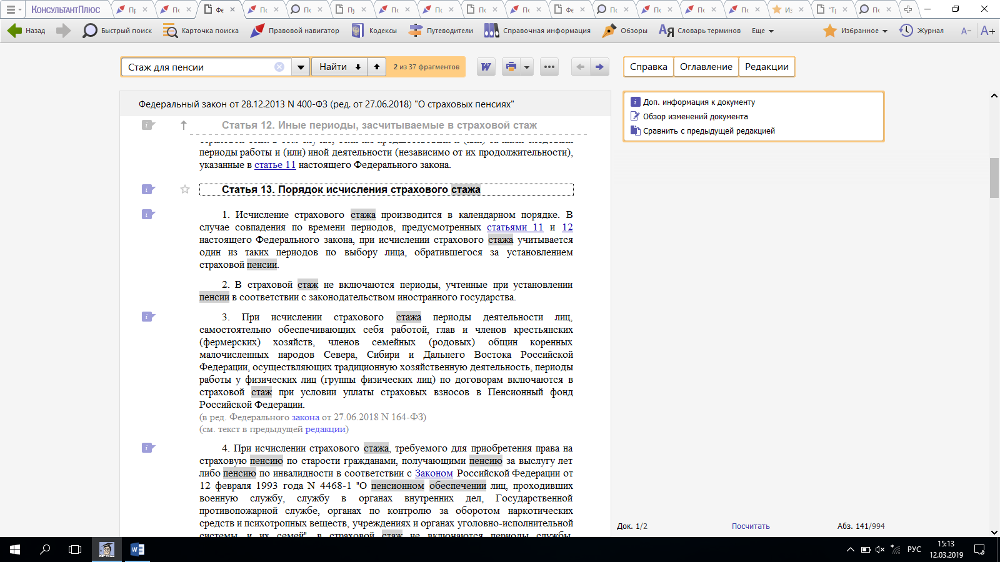 КонсультантПлюс
Пр
По
Фе
По
По
Пу
По
По
По
По
Фе
По
По
По
По
Из
"Тр
По
Назад
Быстрый поиск
Карточка поиска
Правовой навигатор
Кодексы
Путеводители
Справочная информация
Обзоры
Словарь терминов
Еще
Избранное
Журнал
А−
А+
Стаж для пенсии
Найти
2 из 37 фрагментов
Справка
Оглавление
Редакции
Федеральный закон от 28.12.2013 N 400-ФЗ (ред. от 27.06.2018) "О страховых пенсиях"
Доп. информация к документу
Обзор изменений документа
Сравнить с предыдущей редакцией
Статья 12. Иные периоды, засчитываемые в страховой стаж
периоды работы и (или) иной деятельности (независимо от их продолжительности),
указанные в статье 11 настоящего Федерального закона.
Статья 13. Порядок исчисления страхового стажа
1. Исчисление страхового стажа производится в календарном порядке. В
случае совпадения по времени периодов, предусмотренных статьями 11 и 12
настоящего Федерального закона, при исчислении страхового стажа учитывается
один из таких периодов по выбору лица, обратившегося за установлением
страховой пенсии.
2. В страховой стаж не включаются периоды, учтенные при установлении
пенсии в соответствии с законодательством иностранного государства.
3. При исчислении страхового стажа периоды деятельности лиц,
самостоятельно обеспечивающих себя работой, глав и членов крестьянских
(фермерских) хозяйств, членов семейных (родовых) общин коренных
малочисленных народов Севера, Сибири и Дальнего Востока Российской
Федерации, осуществляющих традиционную хозяйственную деятельность, периоды
работы у физических лиц (группы физических лиц) по договорам включаются в
страховой стаж при условии уплаты страховых взносов в Пенсионный фонд
Российской Федерации.
(в ред. Федерального закона от 27.06.2018 N 164-ФЗ)
(см. текст в предыдущей редакции)
4. При исчислении страхового стажа, требуемого для приобретения права на
страховую пенсию по старости гражданами, получающими пенсию за выслугу лет
либо пенсию по инвалидности в соответствии с Законом Российской Федерации от
12 февраля 1993 года N 4468-1 "О пенсионном обеспечении лиц, проходивших
военную службу, службу в органах внутренних дел, Государственной
противопожарной службе, органах по контролю за оборотом наркотических
средств и психотропных веществ, учреждениях и органах уголовно-исполнительной
системы, и их семей", в страховой стаж не включаются периоды службы,
Док. 1/2
Посчитать
Абз. 141/994
РУС
15:13
12.03.2019